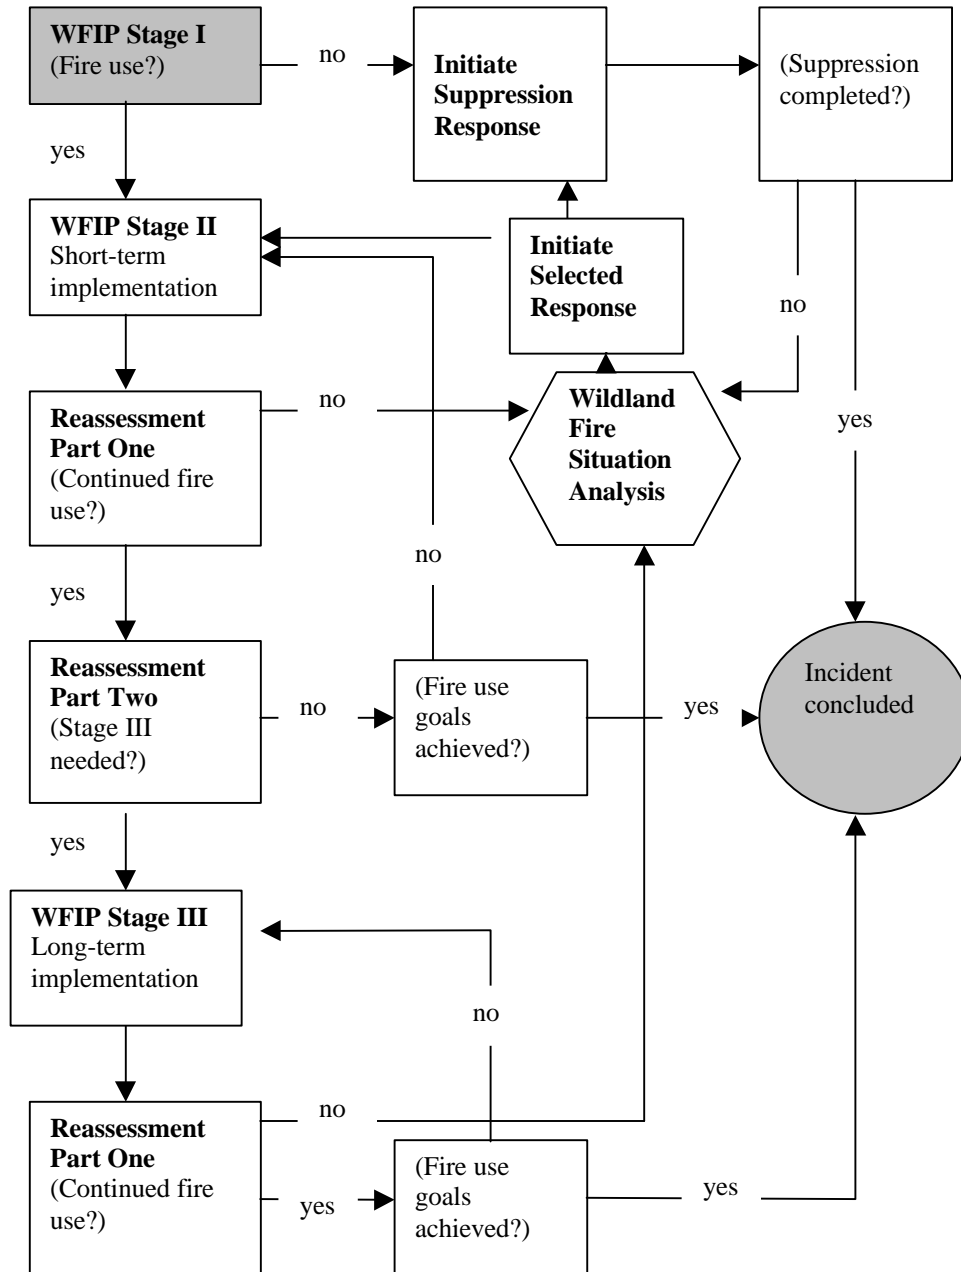 WFIP Stage I
(Fire use?)
no
Initiate
Suppression
Response
(Suppression
completed?)
yes
WFIP Stage II
Short-term
implementation
Initiate
Selected
Response
no
Reassessment
Part One
(Continued fire
use?)
no
Wildland
Fire
Situation
Analysis
yes
no
yes
Reassessment
Part Two
(Stage III
needed?)
no
(Fire use
goals
achieved?)
yes
Incident
concluded
yes
WFIP Stage III
Long-term
implementation
no
Reassessment
Part One
(Continued fire
use?)
no
yes
(Fire use
goals
achieved?)
yes